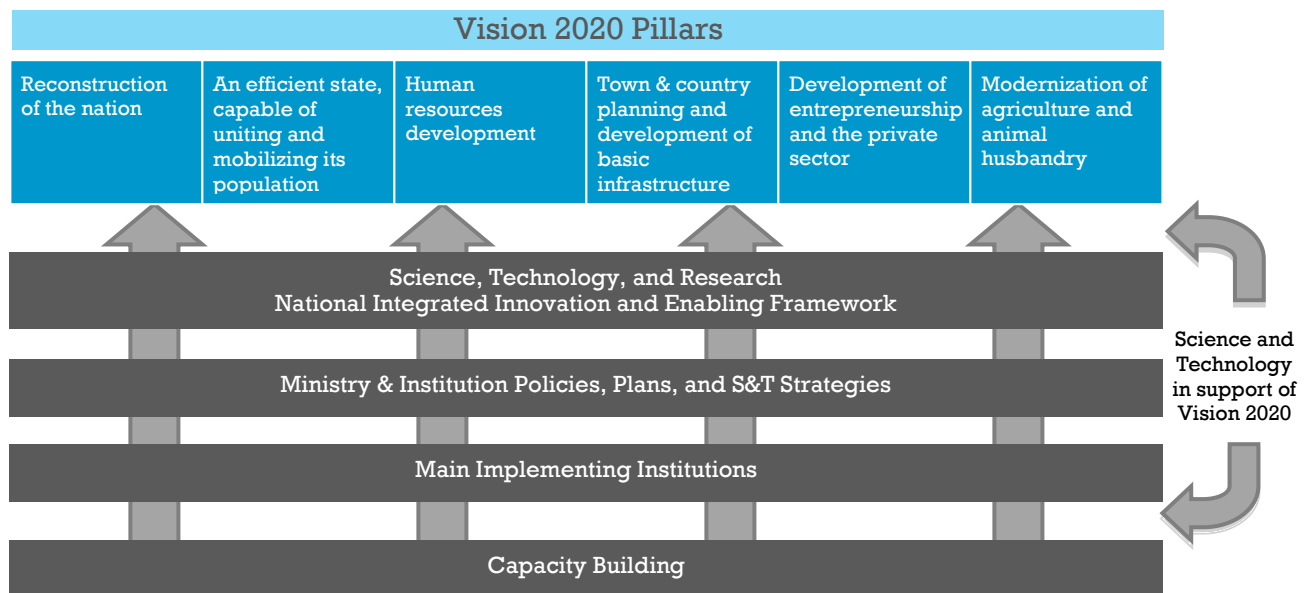 Vision 2020 Pillars
Reconstruction
of the nation
An efficient state,
capable of
uniting and
mobilizing its
population
Human
resources
development
Town & country
planning and
development of
basic
infrastructure
Development of
entrepreneurship
and the private
sector
Modernization of
agriculture and
animal
husbandry
Science, Technology, and Research
National Integrated Innovation and Enabling Framework
Ministry & Institution Policies, Plans, and S&T Strategies
Main Implementing Institutions
Capacity Building
Science and
Technology
in support of
Vision 2020